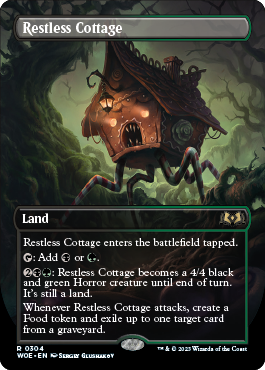 Restless Cottage
Land
Restless Cottage enters the battlefield tapped.
: Add or .
2: Restless Cottage becomes a 4/4 black
and green Horror creature until end of turn.
It's still a land.
Whenever Restless Cottage attacks, create a
Food token and exile up to one target card
from a graveyard.
R 0304
WOE • EN Sergey Glushakov
™ & © 2023 Wizards of the Coast